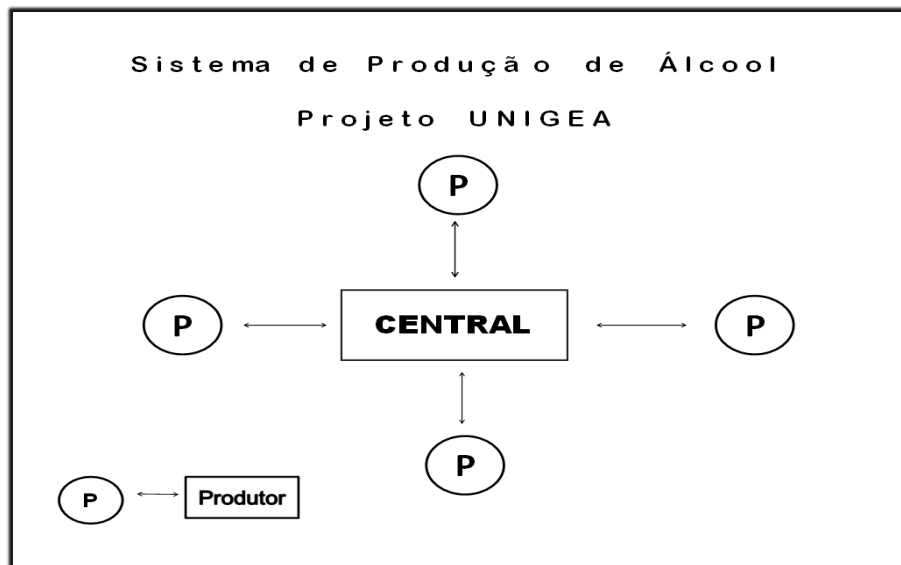 Sistema de Produção de Álcool
Projeto UNIGEA
P
P
CENTRAL
P
P
P
Produtor